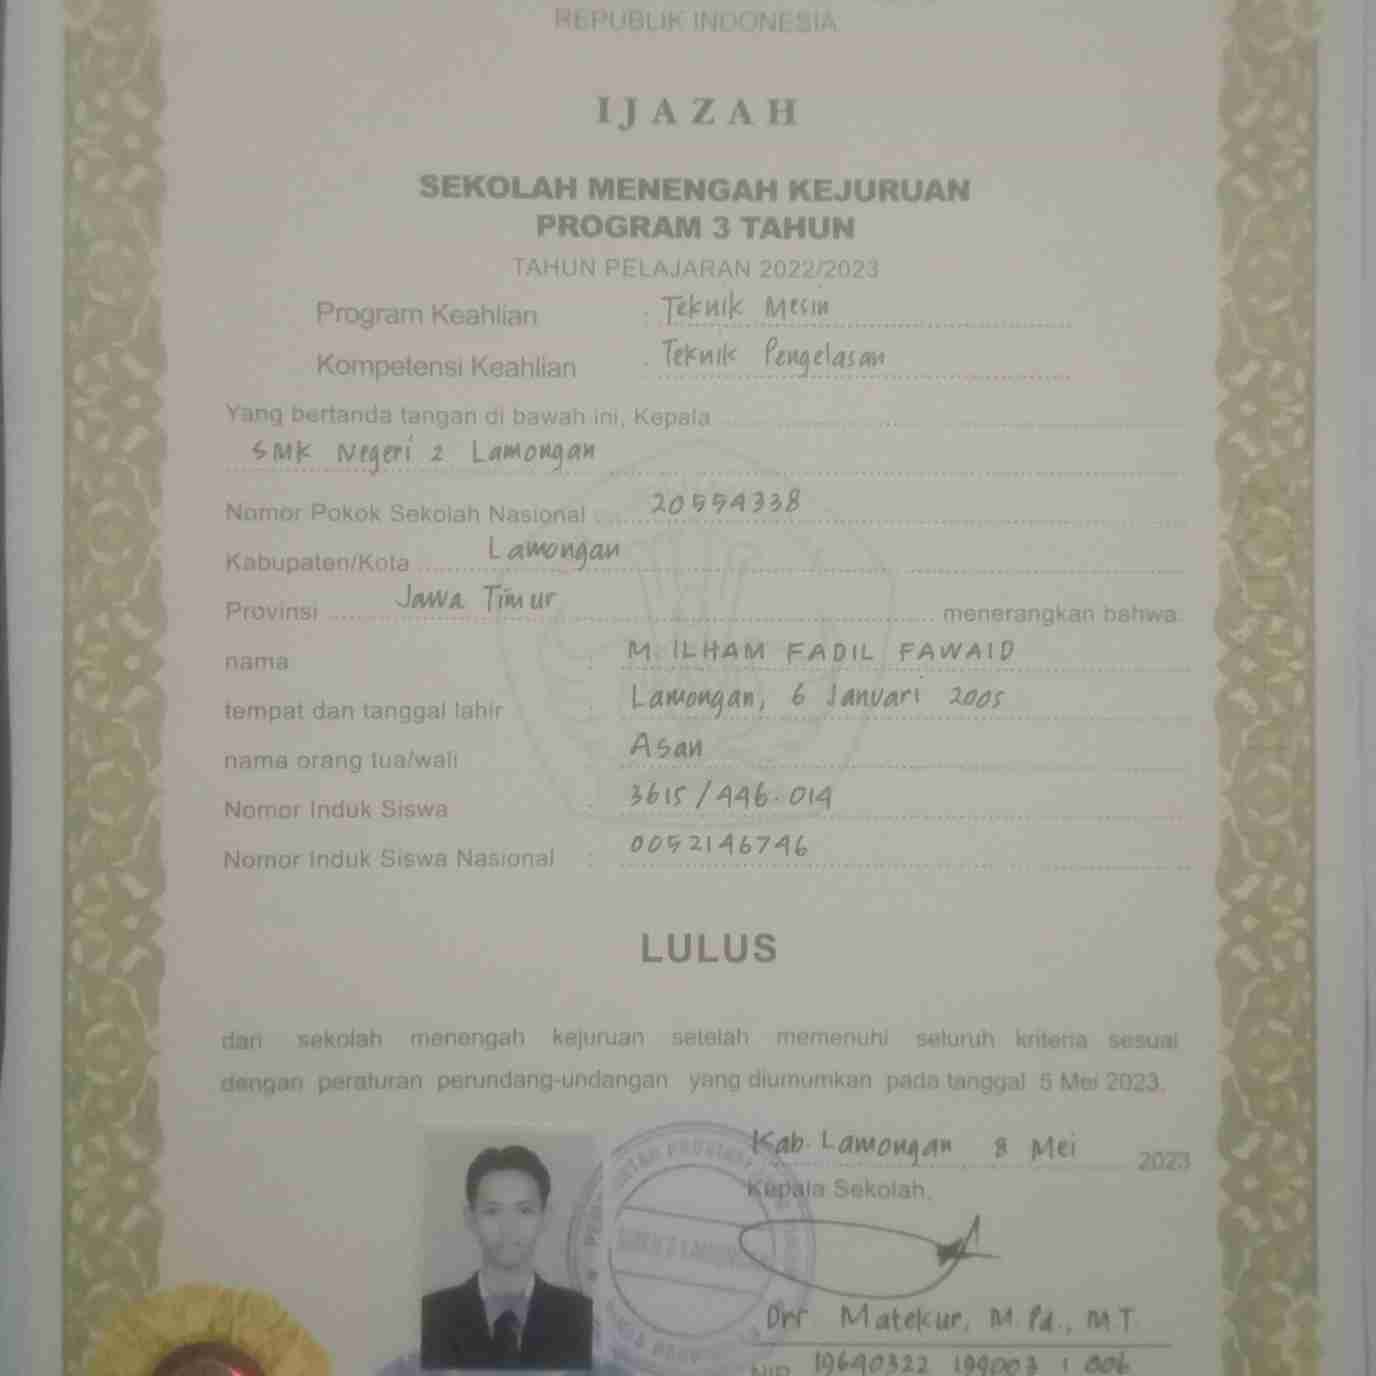 REPUBLIK INDONESIA
IJAZAH
SEKOLAH MENENGAH KEJURUAN
PROGRAM 3 TAHUN
TAHUN PELAJARAN 2022/2023
Program Keahlian : Teknik Mesin
Kompetensi Keahlian : Teknik Pengelasan
Yang bertanda tangan di bawah ini, Kepala
SMK Negeri 2 Lamongan
Nomor Pokok Sekolah Nasional : 20554338
Kabupaten/Kota Lamongan
Provinsi Jawa Timur menerangkan bahwa:
nama : M. ILHAM FADIL FAWAID
tempat dan tanggal lahir : Lamongan, 6 Januari 2005
nama orang tua/wali : Asan
Nomor Induk Siswa : 3615/446.014
Nomor Induk Siswa Nasional : 0052146746
LULUS
dari sekolah menengah kejuruan setelah memenuhi seluruh kriteria sesuai
dengan peraturan perundang-undangan yang diumumkan pada tanggal 5 Mei 2023.
Kab. Lamongan 8 Mei 2023
Kepala Sekolah,
Drs Matekur, M.Pd., MT
NIP 19690322 199003 1 006